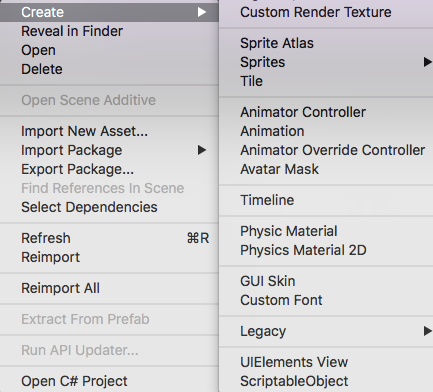 Create
Reveal in Finder
Open
Delete
Open Scene Additive
Import New Asset...
Import Package
Export Package...
Find References In Scene
Select Dependencies
Refresh ⌘R
Reimport
Reimport All
Extract From Prefab
Run API Updater...
Open C# Project
Custom Render Texture
Sprite Atlas
Sprites
Tile
Animator Controller
Animation
Animator Override Controller
Avatar Mask
Timeline
Physic Material
Physics Material 2D
GUI Skin
Custom Font
Legacy
UIElements View
ScriptableObject